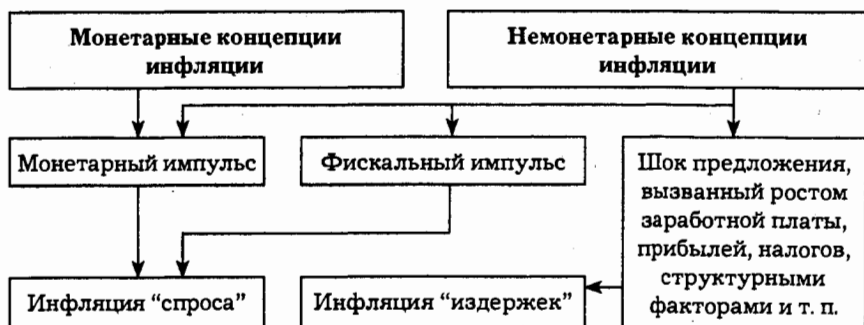 Монетарные концепции
инфляции
Немонетарные концепции
инфляции
Монетарный импульс
Фискальный импульс
Шок предложения,
вызванный ростом
заработной платы,
прибылей, налогов,
структурными
факторами и т. п.
Инфляция “спроса”
Инфляция “издержек”